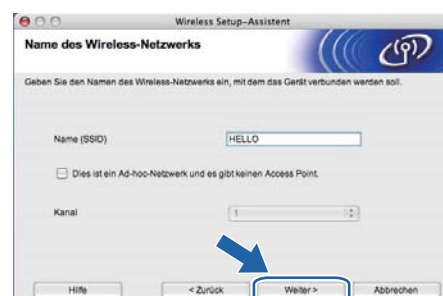 Wireless Setup-Assistent
Name des Wireless-Netzwerks
Geben Sie den Namen des Wireless-Netzwerks ein, mit dem das Gerät verbunden werden soll.
Name (SSID) HELLO
Dies ist ein Ad-hoc-Netzwerk und es gibt keinen Access Point.
Kanal 1
Hilfe < Zurück Weiter > Abbrechen